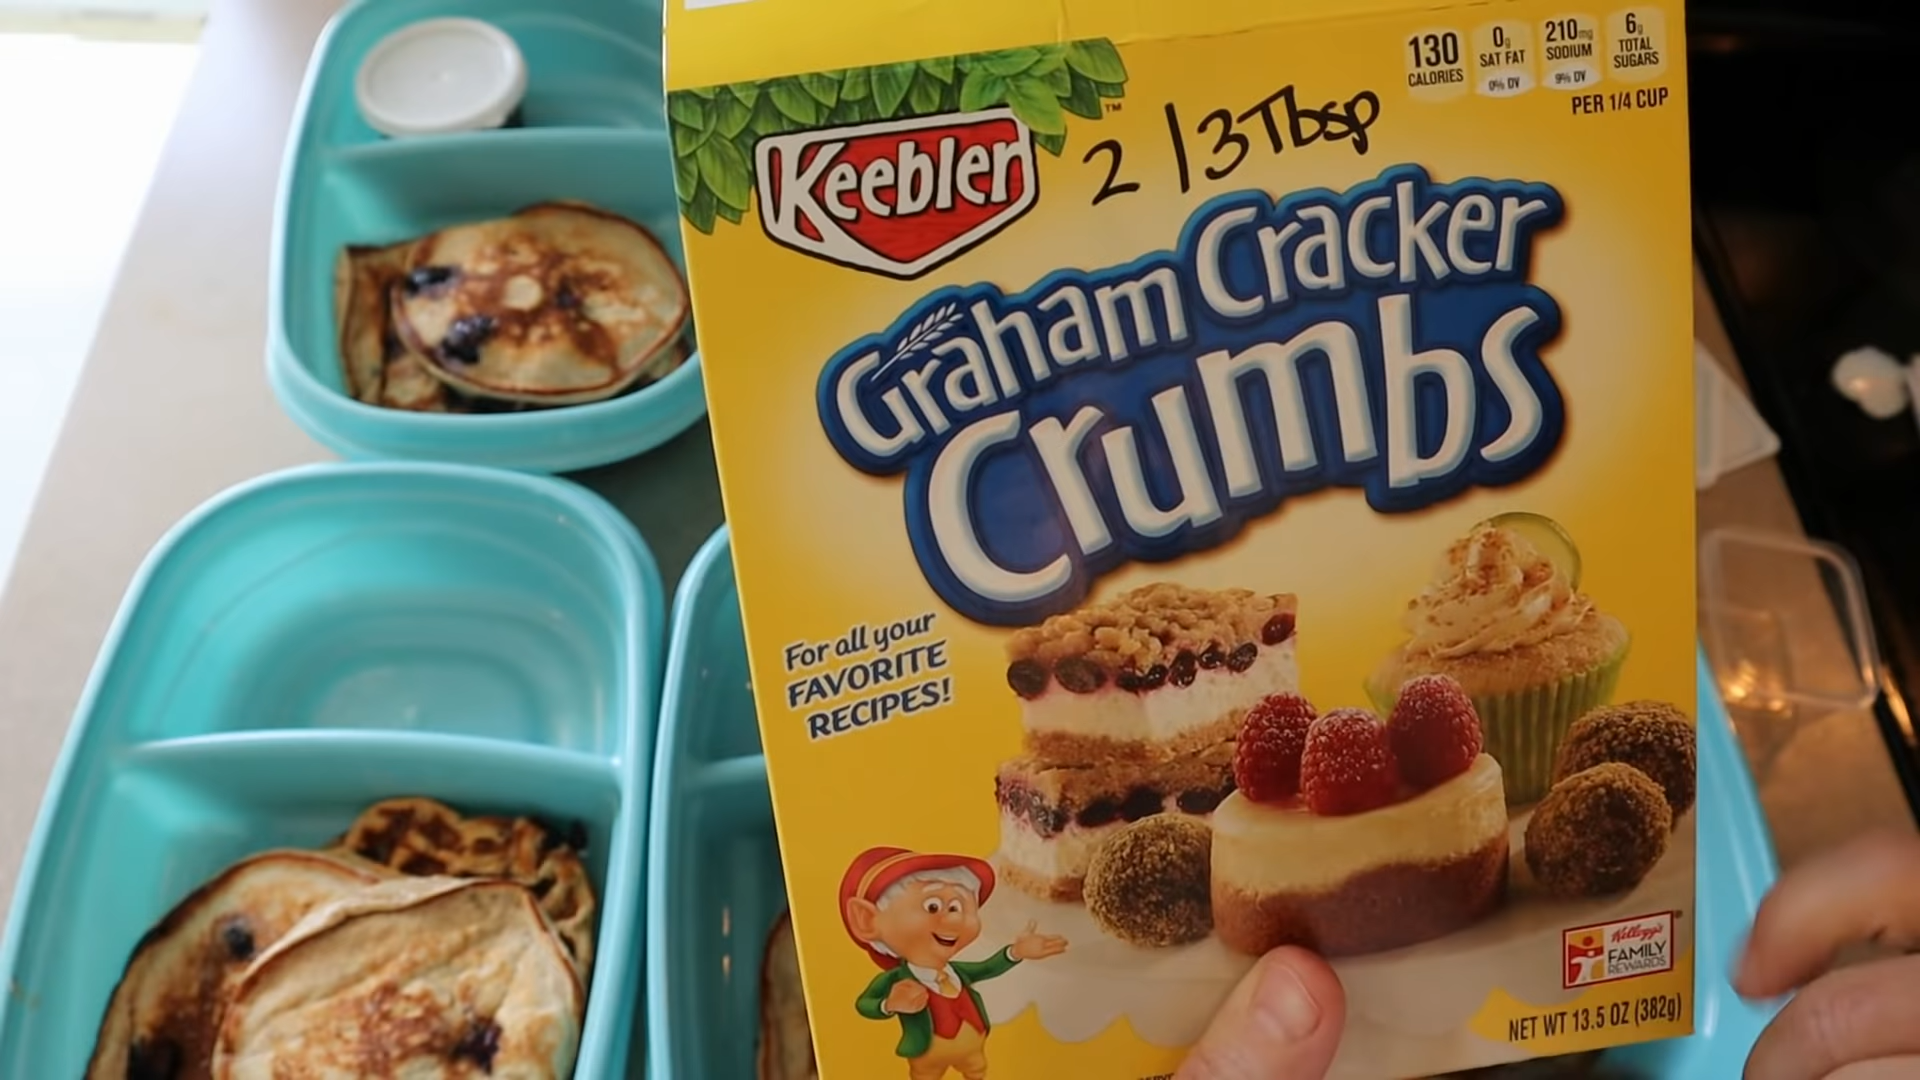 130
CALORIES
0g
SAT FAT
0% DV
210mg
SODIUM
9% DV
6g
TOTAL
SUGARS
PER 1/4 CUP
Keebler
™
2 /3Tbsp
Graham Cracker
Crumbs
For all your
FAVORITE
RECIPES!
Kellogg's
FAMILY
REWARDS
®
NET WT 13.5 OZ (382g)